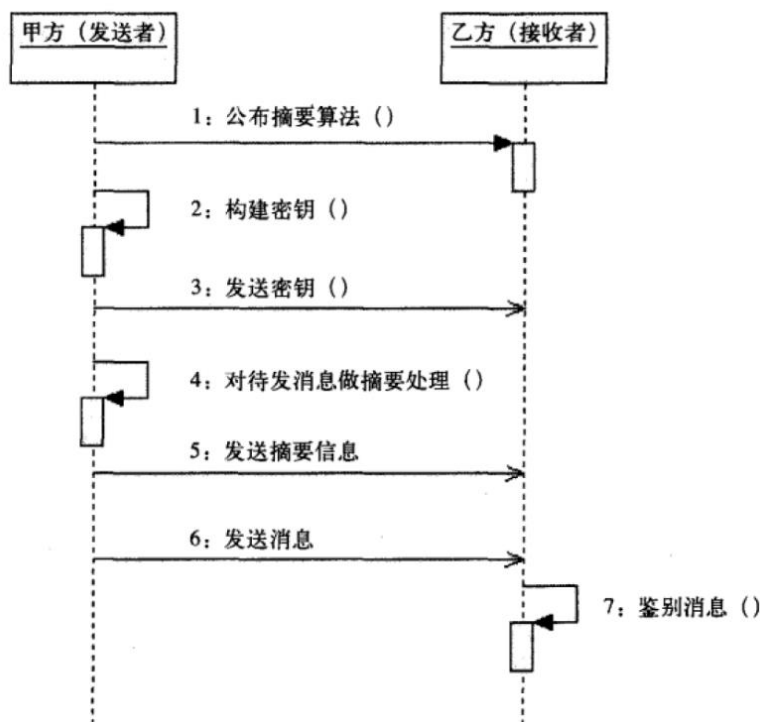 甲方（发送者）
乙方（接收者）
1：公布摘要算法（）
2：构建密钥（）
3：发送密钥（）
4：对待发消息做摘要处理（）
5：发送摘要信息
6：发送消息
7：鉴别消息（）